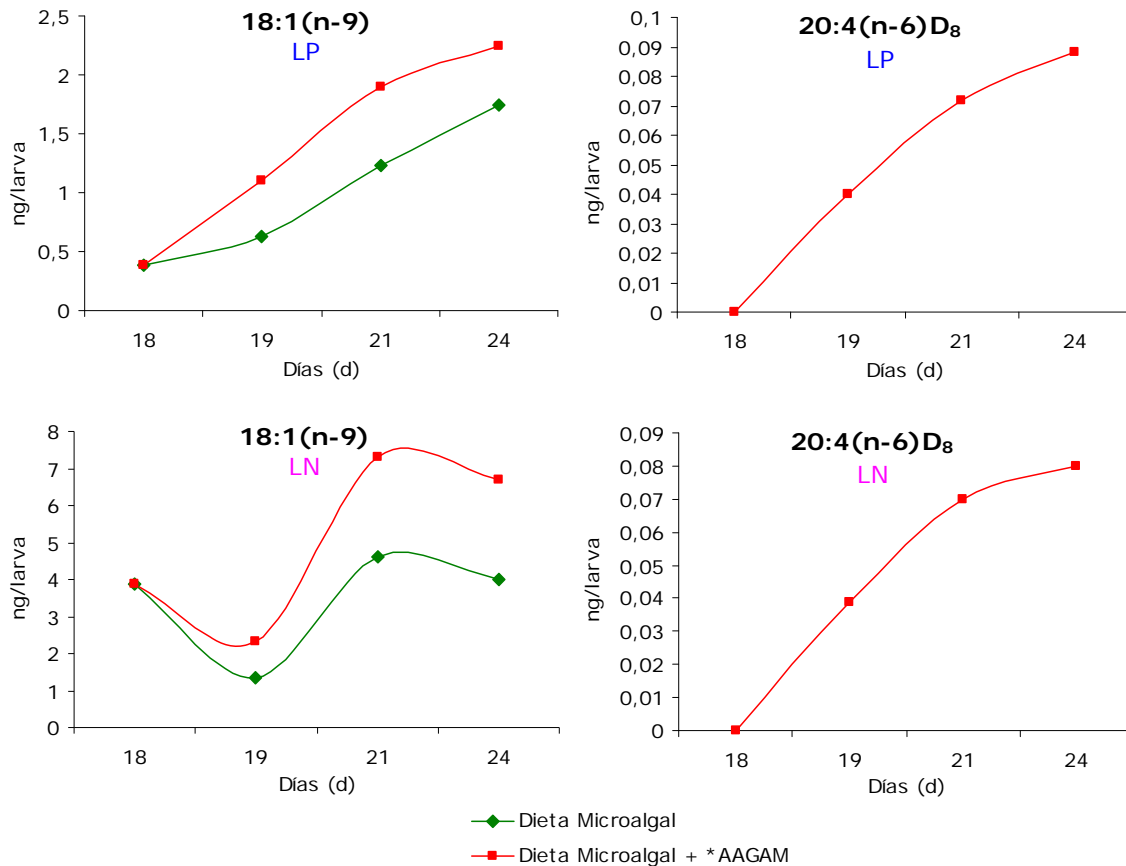 18:1(n-9)
LP
2,5
2
1,5
1
0,5
0
ng/larva
18 19 21 24
Días (d)
20:4(n-6)D₈
LP
0,1
0,09
0,08
0,07
0,06
0,05
0,04
0,03
0,02
0,01
0
ng/larva
18 19 21 24
Días (d)
18:1(n-9)
LN
8
7
6
5
4
3
2
1
0
ng/larva
18 19 21 24
Días (d)
20:4(n-6)D₈
LN
0,09
0,08
0,07
0,06
0,05
0,04
0,03
0,02
0,01
0
ng/larva
18 19 21 24
Días (d)
Dieta Microalgal
Dieta Microalgal + *AAGAM